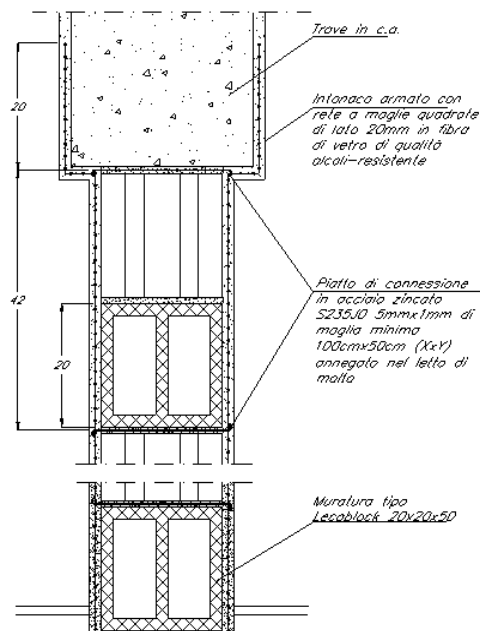 Trave in c.a.
20
Intonaco armato con
rete a maglie quadrate
di lato 20mm in fibra
di vetro di qualità
alcali-resistente
42
Piatto di connessione
in acciaio zincato
S235J0 5mmx1mm di
maglia minima
100cmx50cm (XxY)
annegato nel letto di
malta
20
Muratura tipo
Lecablock 20x20x50